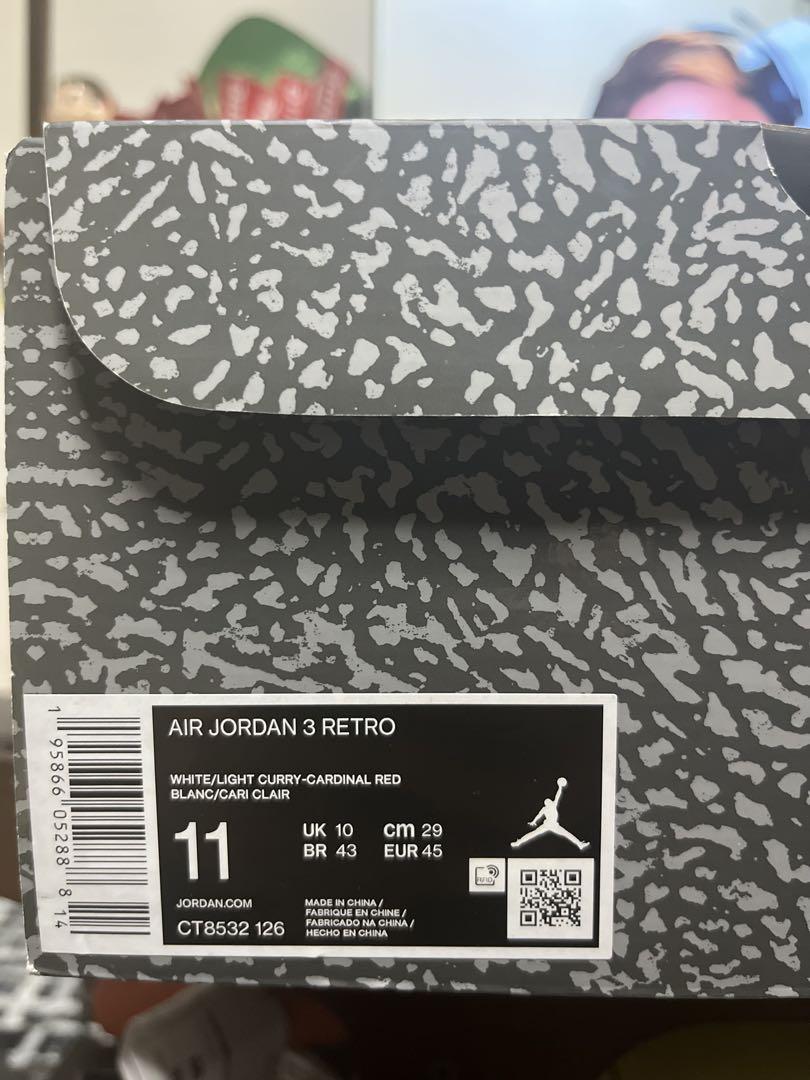 AIR JORDAN 3 RETRO
WHITE/LIGHT CURRY-CARDINAL RED
BLANC/CARI CLAIR
11
UK 10 cm 29
BR 43 EUR 45
RFID
JORDAN.COM
CT8532 126
MADE IN CHINA /
FABRIQUE EN CHINE /
FABRICADO NA CHINA /
HECHO EN CHINA
1 95866 05288 8 14